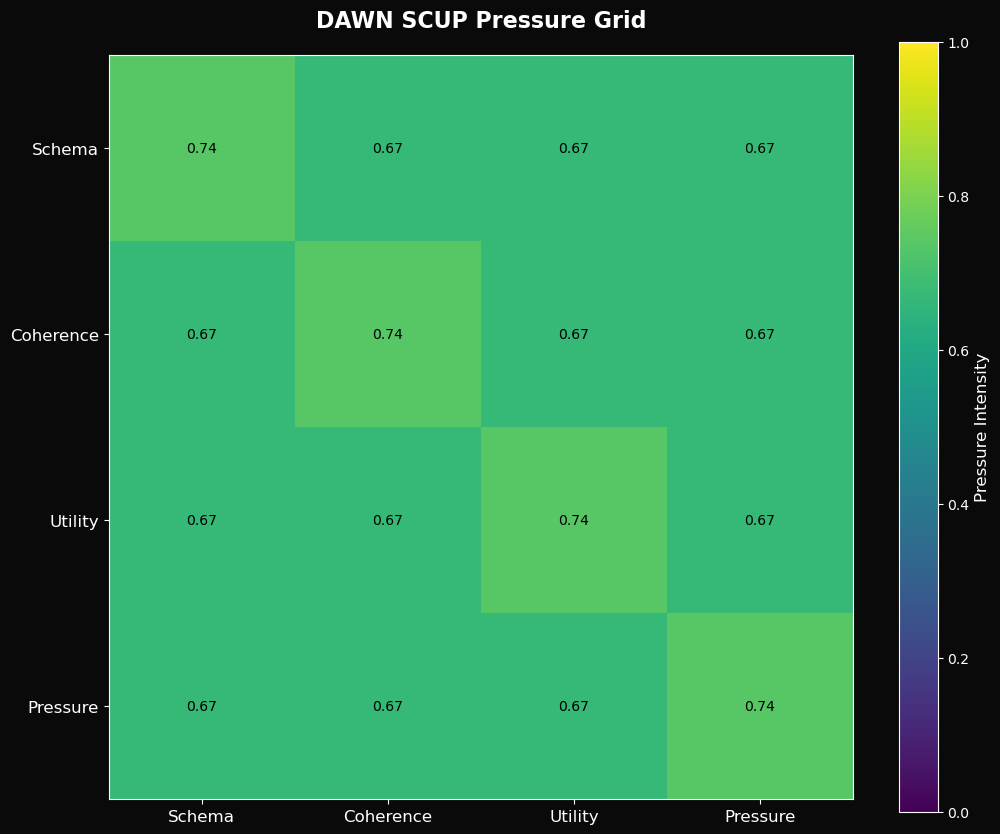 DAWN SCUP Pressure Grid
1.0
Schema 0.74 0.67 0.67 0.67
0.8
Coherence 0.67 0.74 0.67 0.67
0.6
Pressure Intensity
0.4
Utility 0.67 0.67 0.74 0.67
0.2
Pressure 0.67 0.67 0.67 0.74
0.0
Schema Coherence Utility Pressure